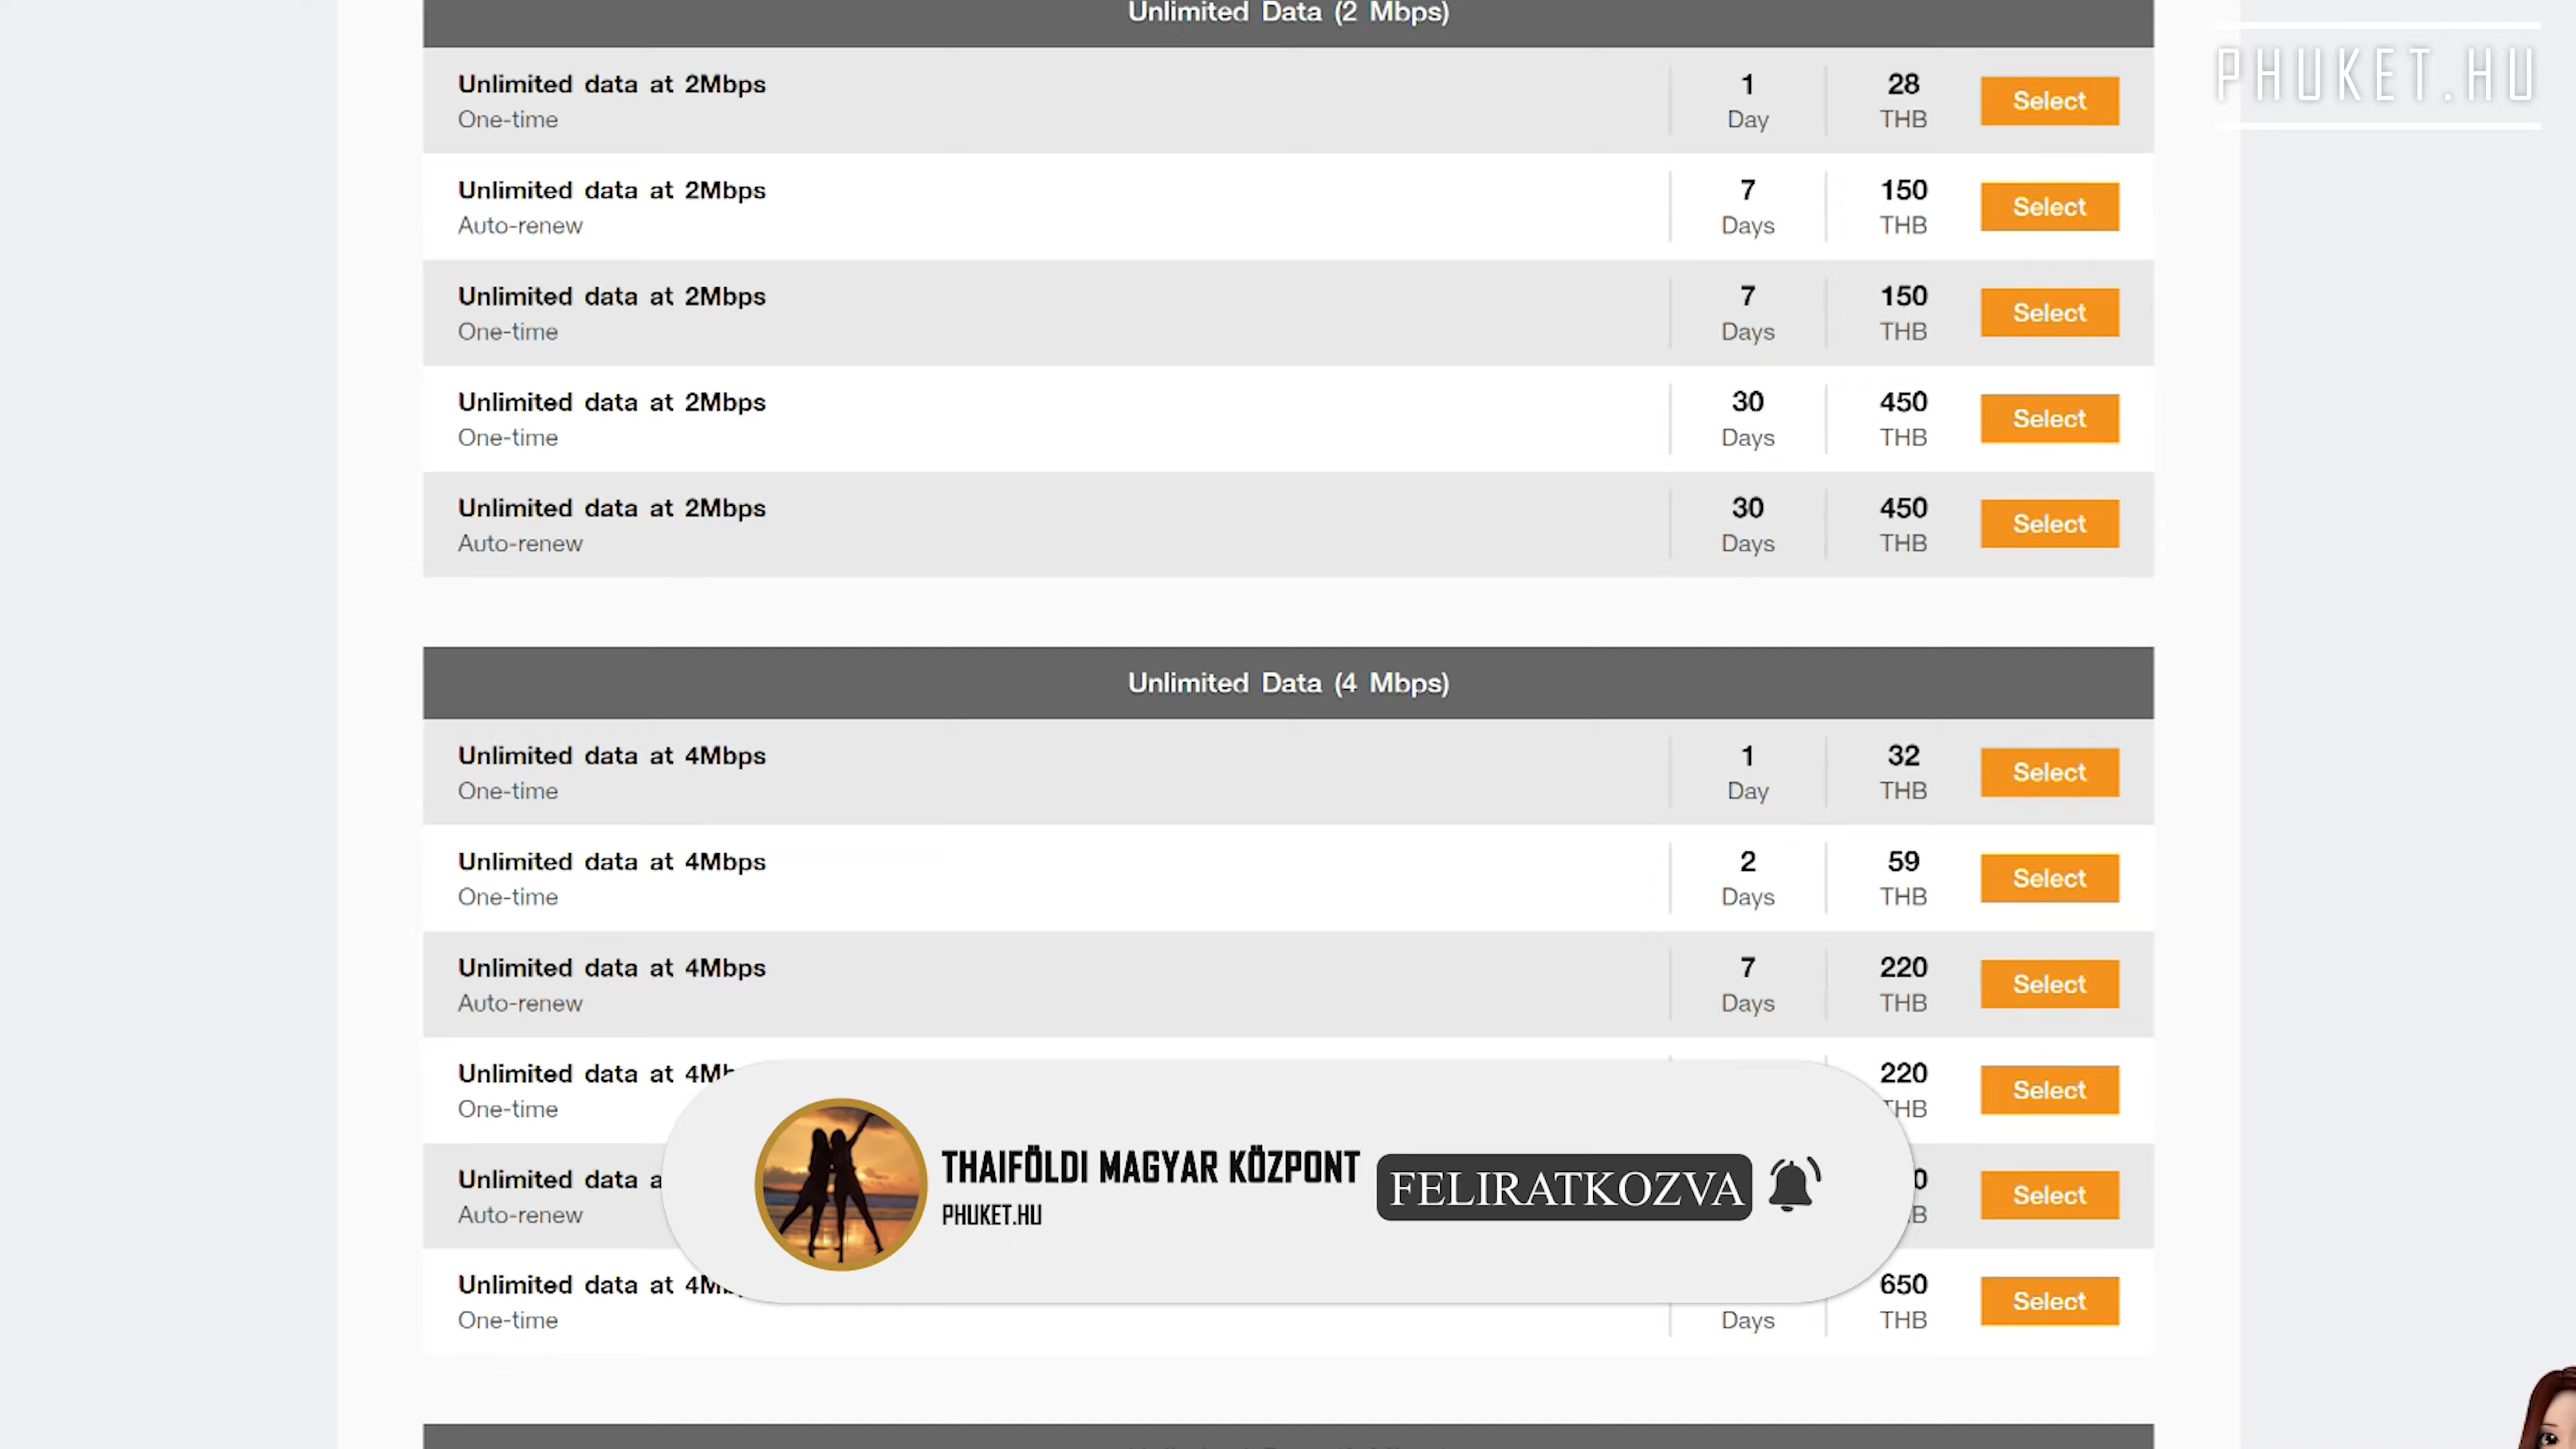 Unlimited Data (2 Mbps)
PHUKET.HU
Unlimited data at 2Mbps
One-time
1
Day
28
THB
Select
Unlimited data at 2Mbps
Auto-renew
7
Days
150
THB
Select
Unlimited data at 2Mbps
One-time
7
Days
150
THB
Select
Unlimited data at 2Mbps
One-time
30
Days
450
THB
Select
Unlimited data at 2Mbps
Auto-renew
30
Days
450
THB
Select
Unlimited Data (4 Mbps)
Unlimited data at 4Mbps
One-time
1
Day
32
THB
Select
Unlimited data at 4Mbps
One-time
2
Days
59
THB
Select
Unlimited data at 4Mbps
Auto-renew
7
Days
220
THB
Select
Unlimited data at
One-time
220
THB
Select
Unlimited data
Auto-renew
Select
THAIFÖLDI MAGYAR KÖZPONT
PHUKET.HU
FELIRATKOZVA
Unlimited data at
One-time
Days
650
THB
Select